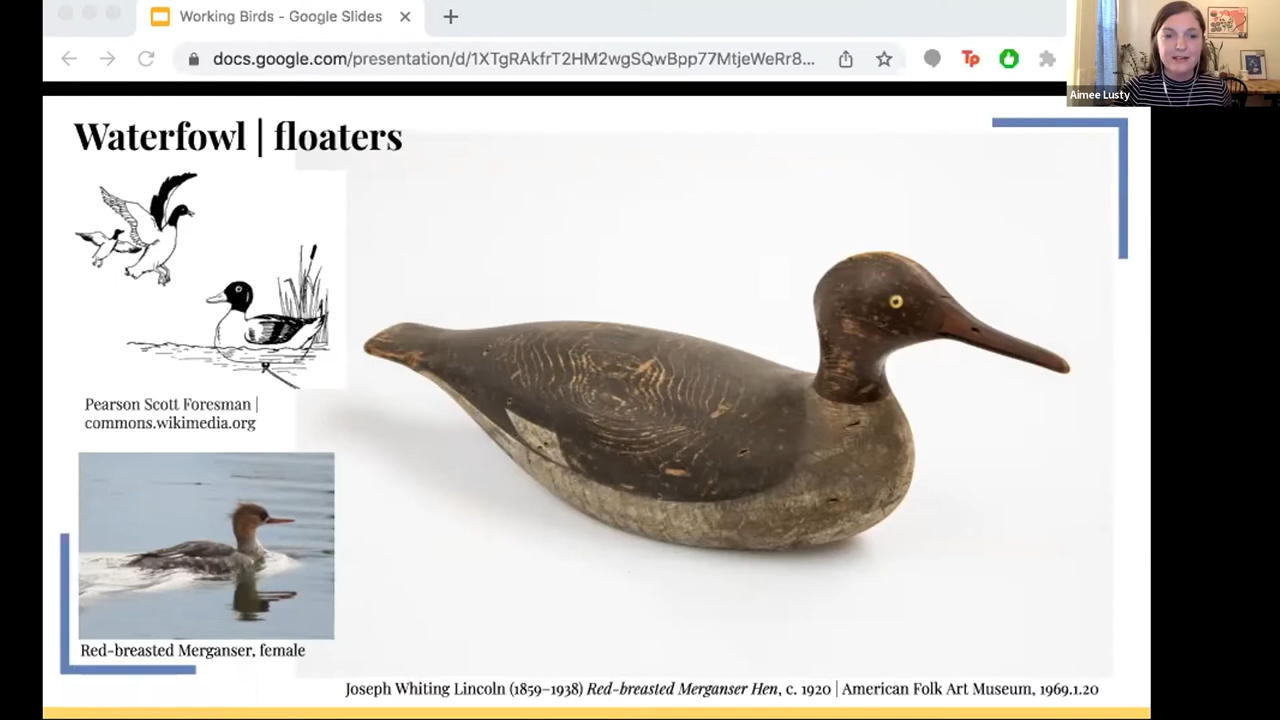 Working Birds - Google Slides
docs.google.com/presentation/d/1XTgRAkfrT2HM2wgSQwBpp77MtjeWeRr8...
Tp
Aimee Lusty
Waterfowl | floaters
Pearson Scott Foresman |
commons.wikimedia.org
Red-breasted Merganser, female
Joseph Whiting Lincoln (1859–1938) Red-breasted Merganser Hen, c. 1920 | American Folk Art Museum, 1969.1.20